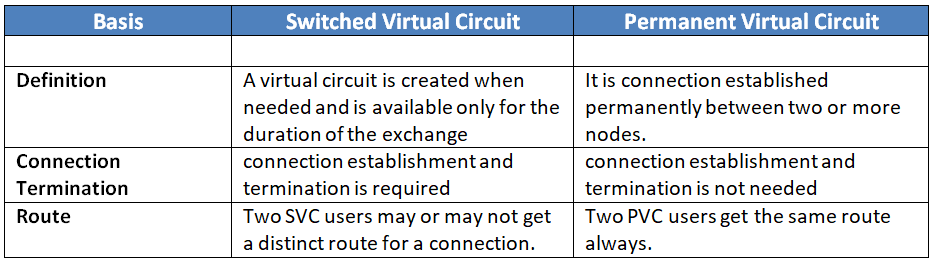 Basis Switched Virtual Circuit Permanent Virtual Circuit
Definition
A virtual circuit is created when
needed and is available only for the
duration of the exchange
It is connection established
permanently between two or more
nodes.
Connection
Termination
connection establishment and
termination is required
connection establishment and
termination is not needed
Route
Two SVC users may or may not get
a distinct route for a connection.
Two PVC users get the same route
always.